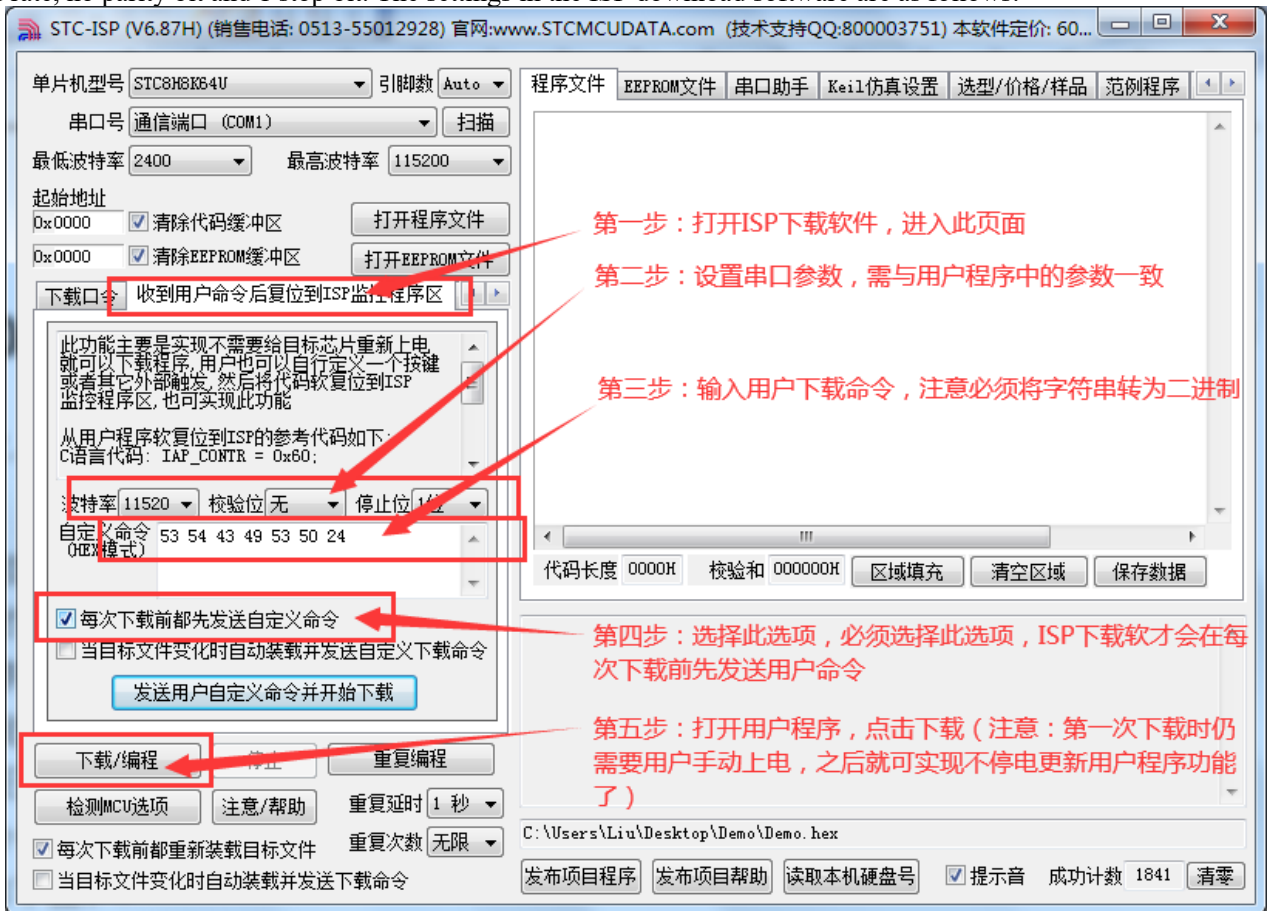 STC-ISP (V6.87H) (销售电话: 0513-55012928) 官网:www.STCMCUDATA.com (技术支持QQ:800003751) 本软件定价: 60...
单片机型号 STC8H8K64U 引脚数 Auto
串口号 通信端口 (COM1) 扫描
最低波特率 2400 最高波特率 115200
起始地址
0x0000 清除代码缓冲区 打开程序文件
0x0000 清除EEPROM缓冲区 打开EEPROM文件
下载口令 收到用户命令后复位到ISP监控程序区
此功能主要是实现不需要给目标芯片重新上电,
就可以下载程序,用户也可以自行定义一个按键
或者其它外部触发,然后将代码软复位到ISP
监控程序区,也可实现此功能
从用户程序软复位到ISP的参考代码如下:
C语言代码: IAP_CONTR = 0x60;
波特率 11520 校验位 无 停止位 1位
自定义命令 53 54 43 49 53 50 24
(HEX模式)
每次下载前都先发送自定义命令
当目标文件变化时自动装载并发送自定义下载命令
发送用户自定义命令并开始下载
下载/编程 停止 重复编程
检测MCU选项 注意/帮助 重复延时 1 秒
每次下载前都重新装载目标文件 重复次数 无限
当目标文件变化时自动装载并发送下载命令
程序文件 EEPROM文件 串口助手 Keil仿真设置 选型/价格/样品 范例程序
第一步：打开ISP下载软件，进入此页面
第二步：设置串口参数，需与用户程序中的参数一致
第三步：输入用户下载命令，注意必须将字符串转为二进制
代码长度 0000H 校验和 000000H 区域填充 清空区域 保存数据
第四步：选择此选项，必须选择此选项，ISP下载软才会在每
次下载前先发送用户命令
第五步：打开用户程序，点击下载（注意：第一次下载时仍
需要用户手动上电，之后就可实现不停电更新用户程序功能
了）
C:\Users\Liu\Desktop\Demo\Demo.hex
发布项目程序 发布项目帮助 读取本机硬盘号 提示音 成功计数 1841 清零